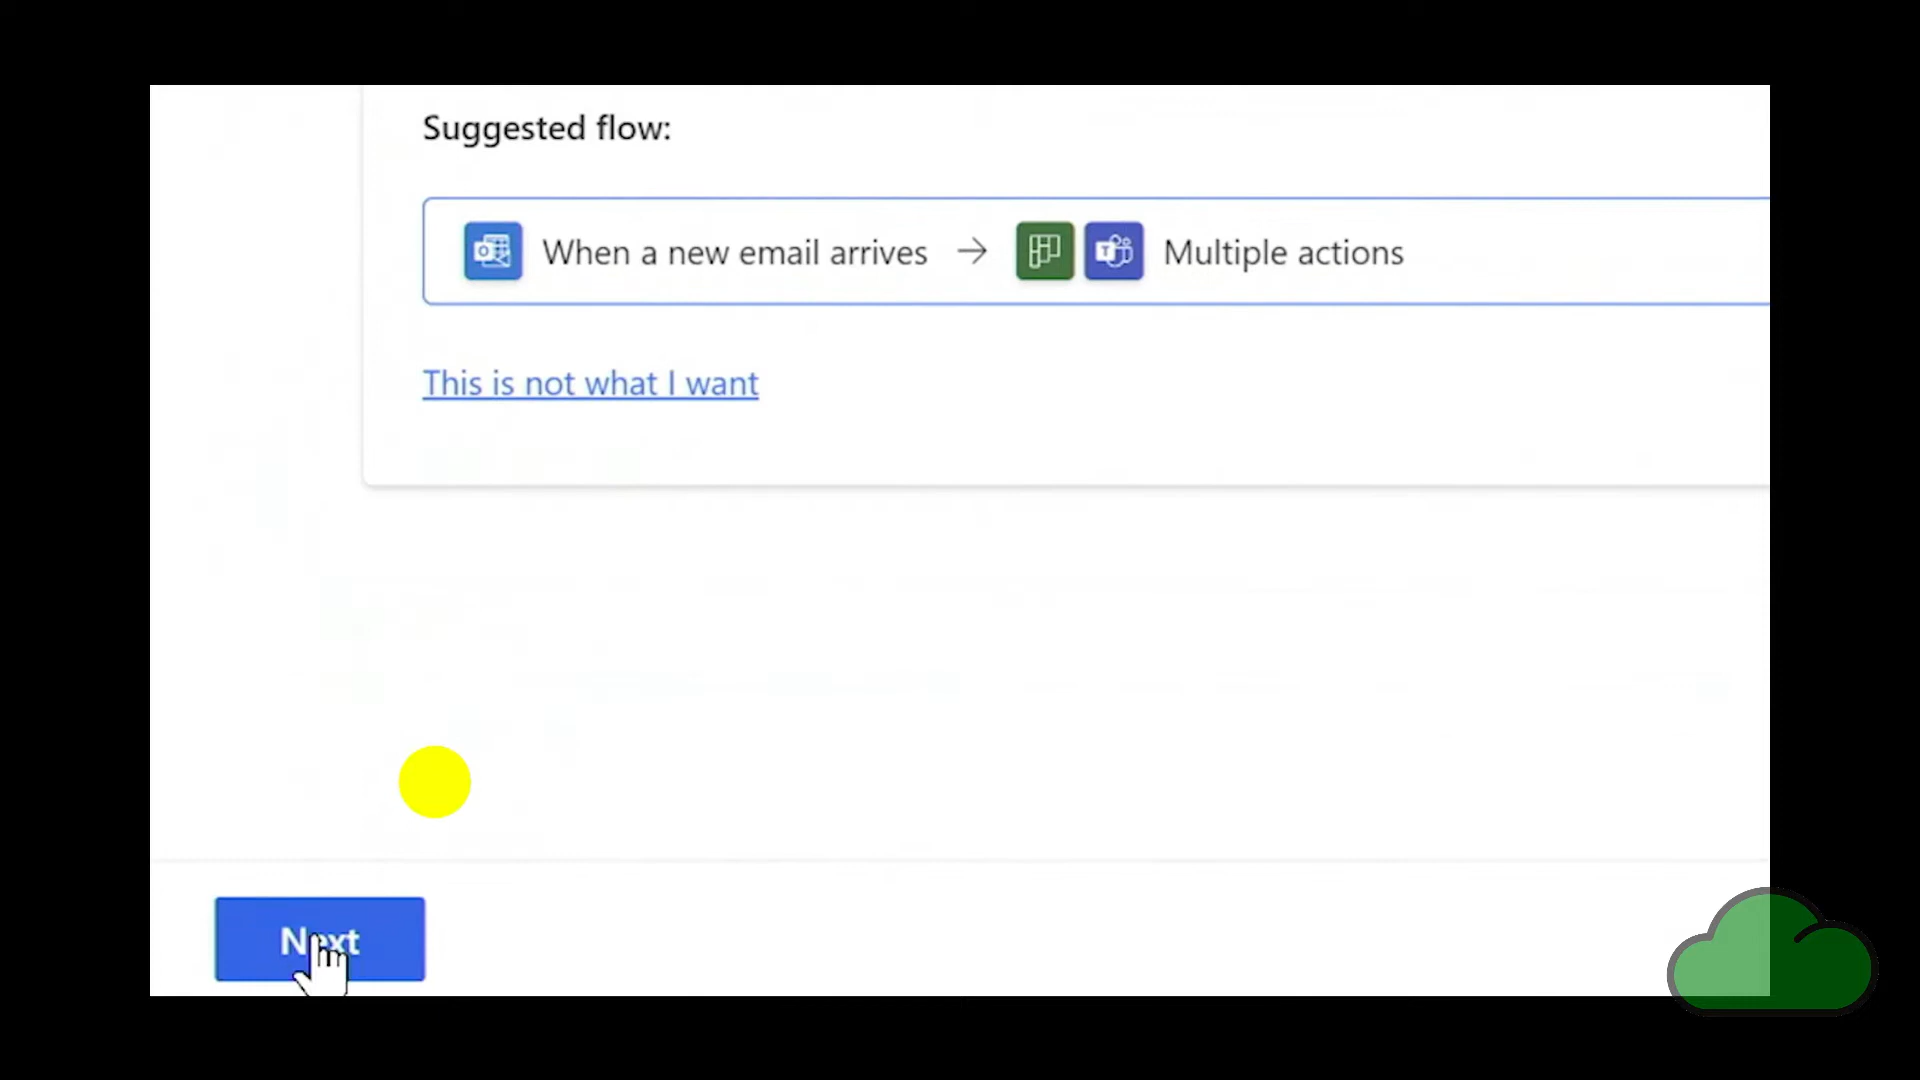 Suggested flow:
When a new email arrives → Multiple actions
This is not what I want
Next